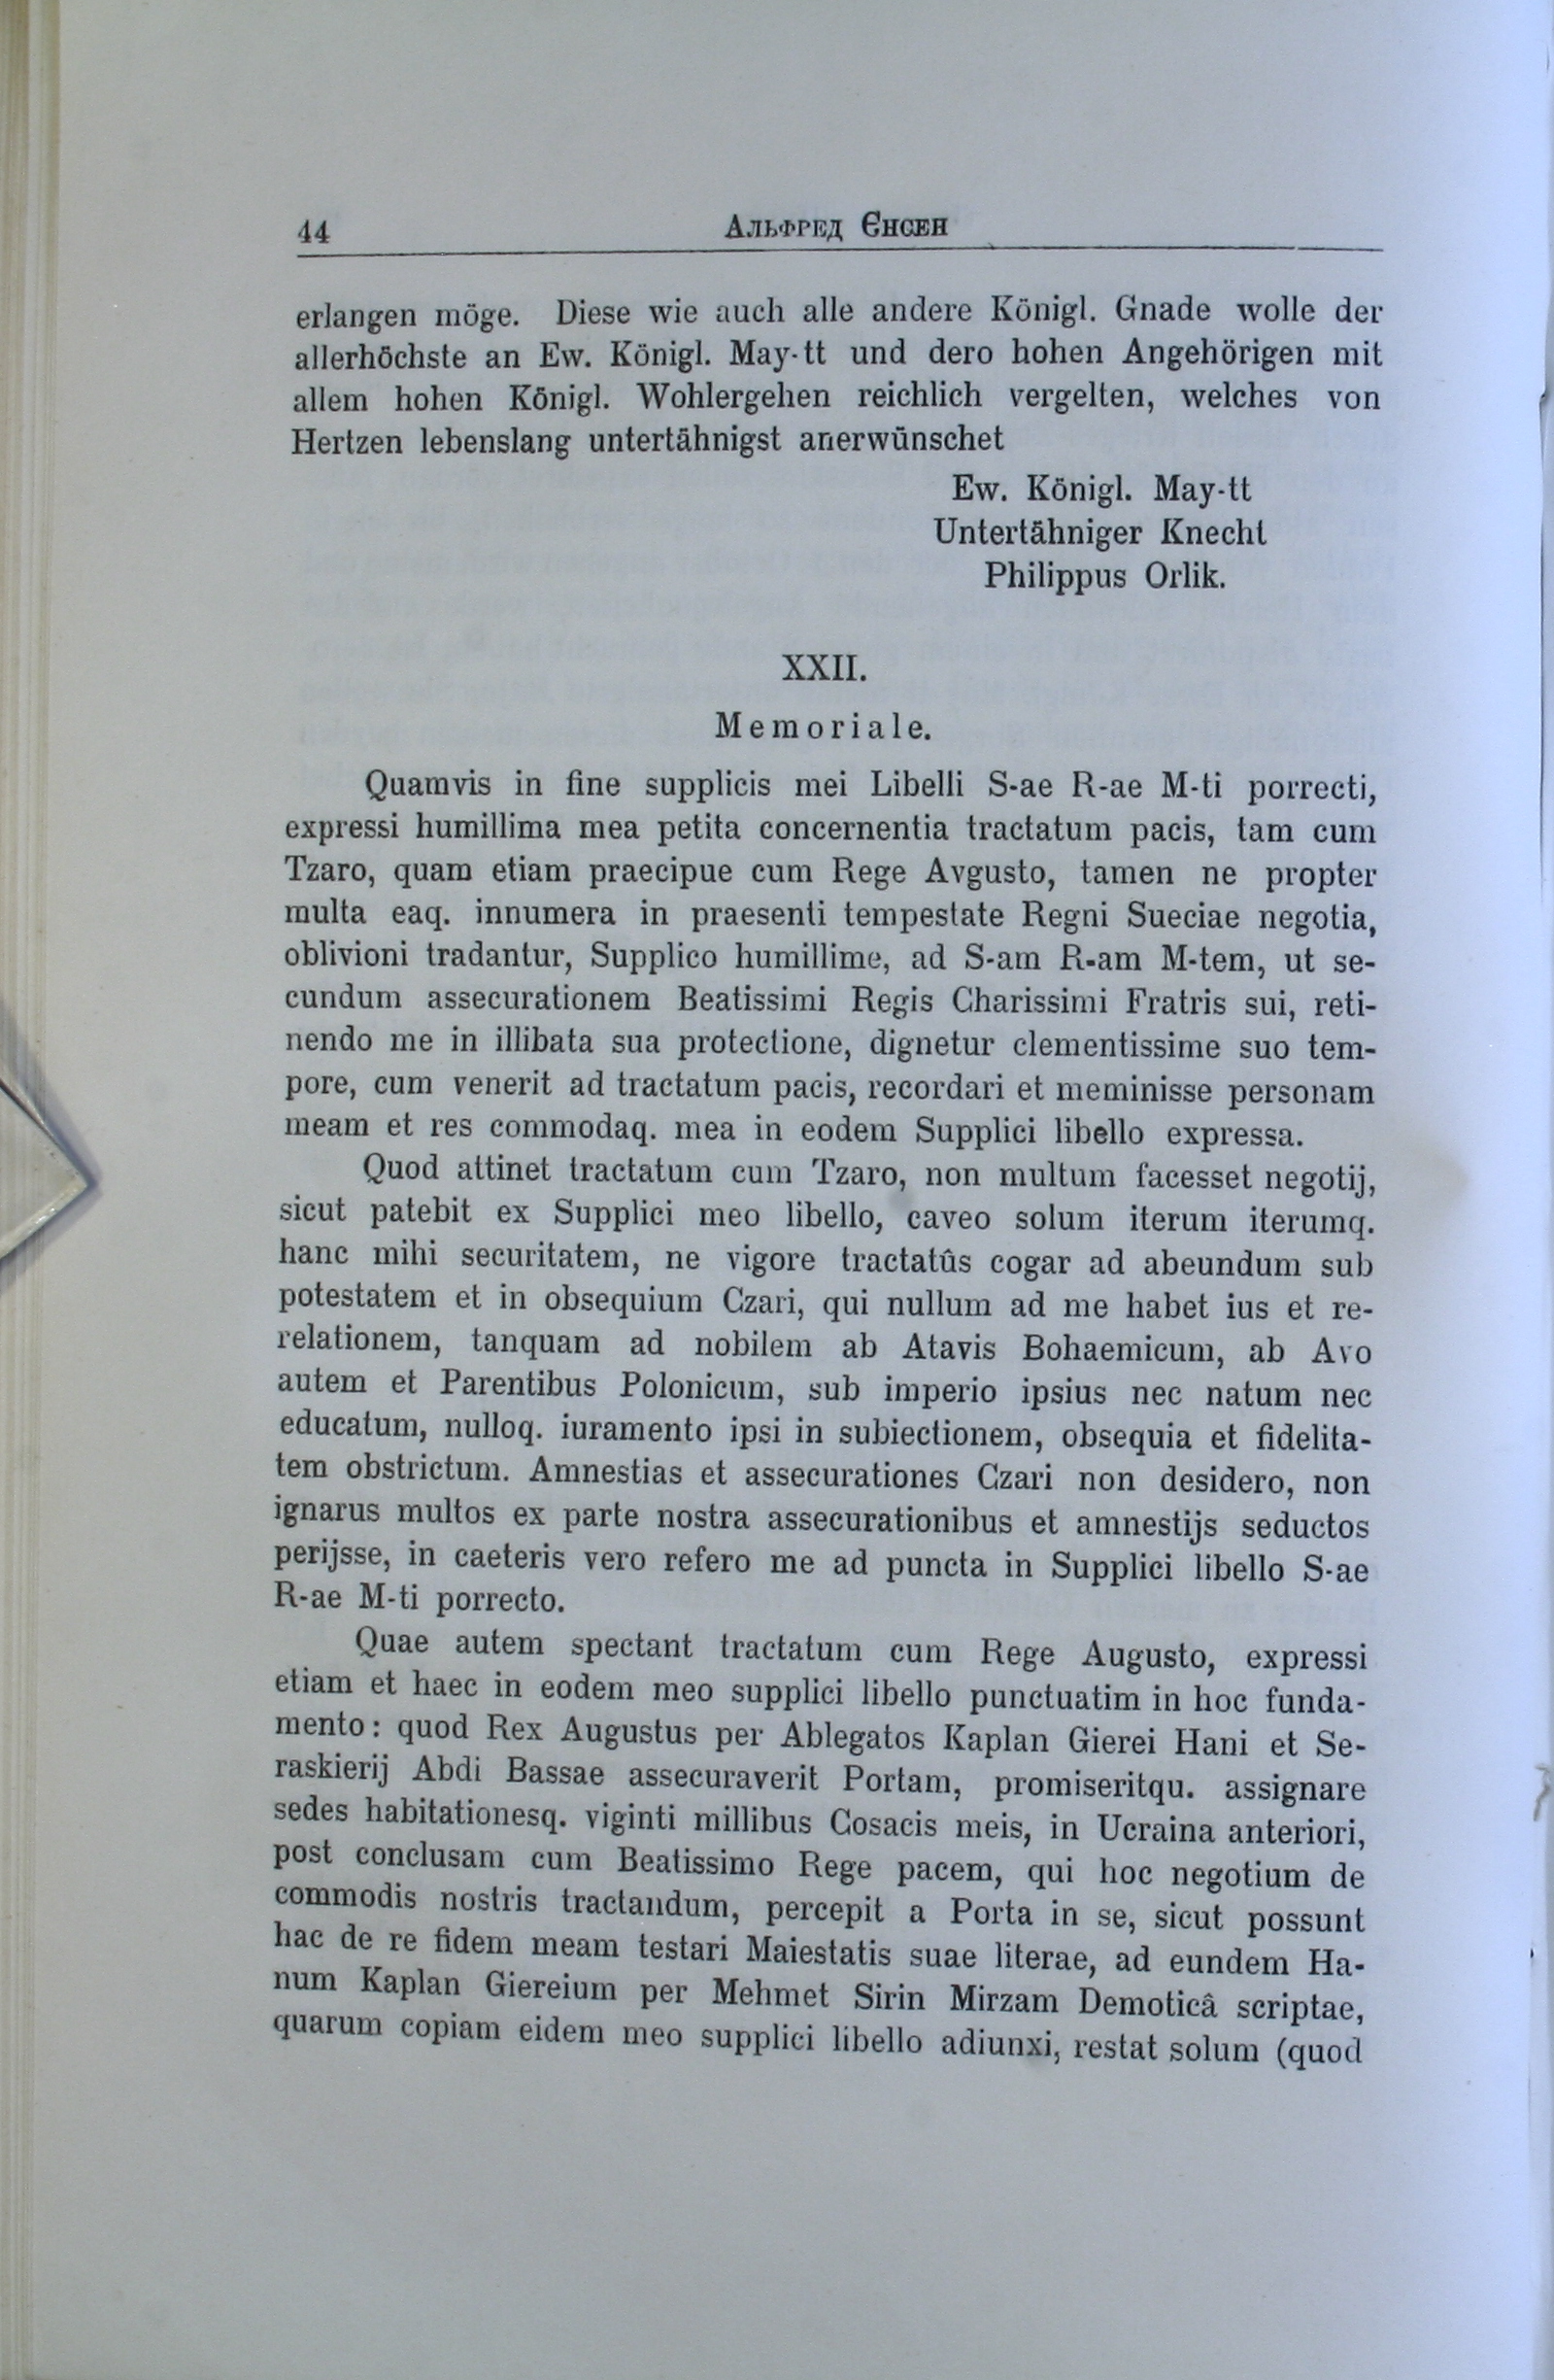 44 Альфред Єнсен
erlangen möge. Diese wie auch alle andere Königl. Gnade wolle der
allerhöchste an Ew. Königl. May-tt und dero hohen Angehörigen mit
allem hohen Königl. Wohlergehen reichlich vergelten, welches von
Hertzen lebenslang untertähnigst anerwünschet
Ew. Königl. May-tt
Untertähniger Knecht
Philippus Orlik.
XXII.
Memoriale.
Quamvis in fine supplicis mei Libelli S-ae R-ae M-ti porrecti,
expressi humillima mea petita concernentia tractatum pacis, tam cum
Tzaro, quam etiam praecipue cum Rege Avgusto, tamen ne propter
multa eaq. innumera in praesenti tempestate Regni Sueciae negotia,
oblivioni tradantur, Supplico humillime, ad S-am R-am M-tem, ut se-
cundum assecurationem Beatissimi Regis Charissimi Fratris sui, reti-
nendo me in illibata sua protectione, dignetur clementissime suo tem-
pore, cum venerit ad tractatum pacis, recordari et meminisse personam
meam et res commodaq. mea in eodem Supplici libello expressa.
Quod attinet tractatum cum Tzaro, non multum facesset negotij,
sicut patebit ex Supplici meo libello, caveo solum iterum iterumq.
hanc mihi securitatem, ne vigore tractatûs cogar ad abeundum sub
potestatem et in obsequium Czari, qui nullum ad me habet ius et re-
relationem, tanquam ad nobilem ab Atavis Bohaemicum, ab Avo
autem et Parentibus Polonicum, sub imperio ipsius nec natum nec
educatum, nulloq. iuramento ipsi in subiectionem, obsequia et fidelita-
tem obstrictum. Amnestias et assecurationes Czari non desidero, non
ignarus multos ex parte nostra assecurationibus et amnestijs seductos
perijsse, in caeteris vero refero me ad puncta in Supplici libello S-ae
R-ae M-ti porrecto.
Quae autem spectant tractatum cum Rege Augusto, expressi
etiam et haec in eodem meo supplici libello punctuatim in hoc funda-
mento: quod Rex Augustus per Ablegatos Kaplan Gierei Hani et Se-
raskierij Abdi Bassae assecuraverit Portam, promiseritqu. assignare
sedes habitationesq. viginti millibus Cosacis meis, in Ucraina anteriori,
post conclusam cum Beatissimo Rege pacem, qui hoc negotium de
commodis nostris tractandum, percepit a Porta in se, sicut possunt
hac de re fidem meam testari Maiestatis suae literae, ad eundem Ha-
num Kaplan Giereium per Mehmet Sirin Mirzam Demoticâ scriptae,
quarum copiam eidem meo supplici libello adiunxi, restat solum (quod